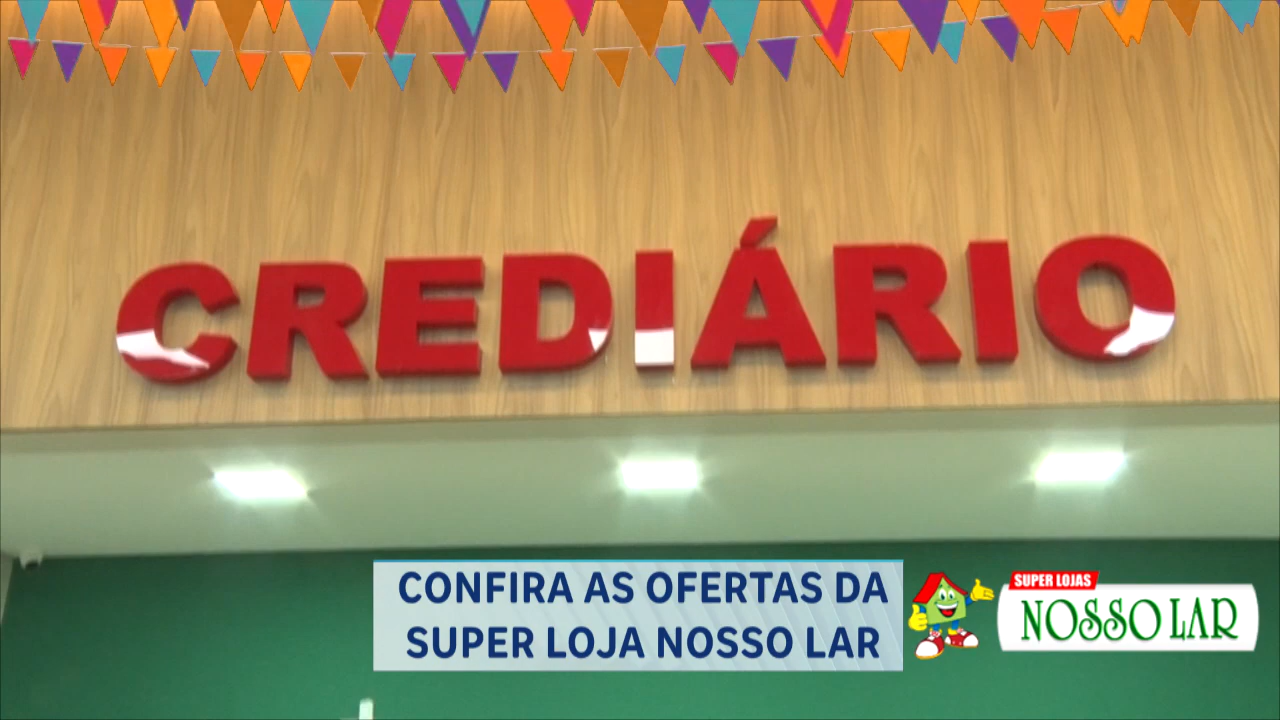 CREDIÁRIO
CONFIRA AS OFERTAS DA
SUPER LOJA NOSSO LAR
SUPER LOJAS
NOSSO LAR